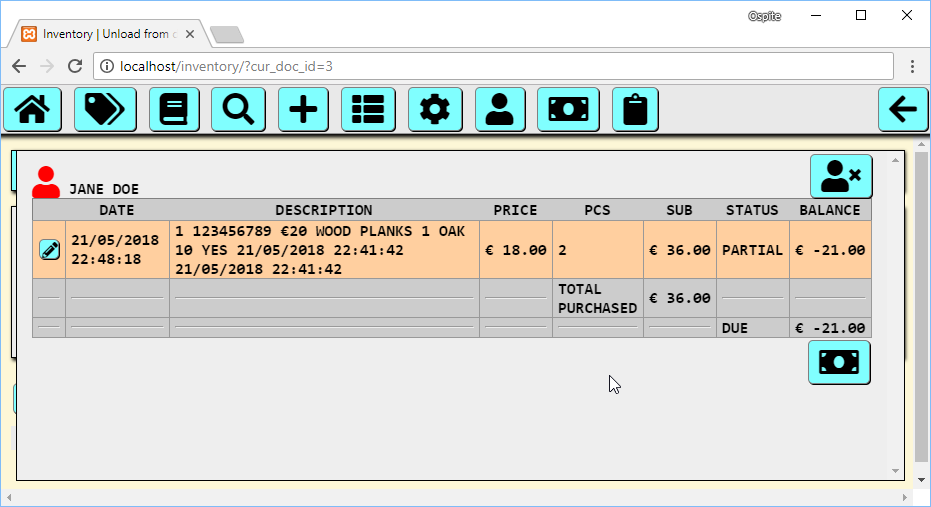 Ospite
Inventory | Unload from
localhost/inventory/?cur_doc_id=3
JANE DOE
DATE DESCRIPTION PRICE PCS SUB STATUS BALANCE
21/05/2018 22:48:18 1 123456789 €20 WOOD PLANKS 1 OAK 10 YES 21/05/2018 22:41:42 21/05/2018 22:41:42 € 18.00 2 € 36.00 PARTIAL € -21.00
TOTAL PURCHASED € 36.00
DUE € -21.00